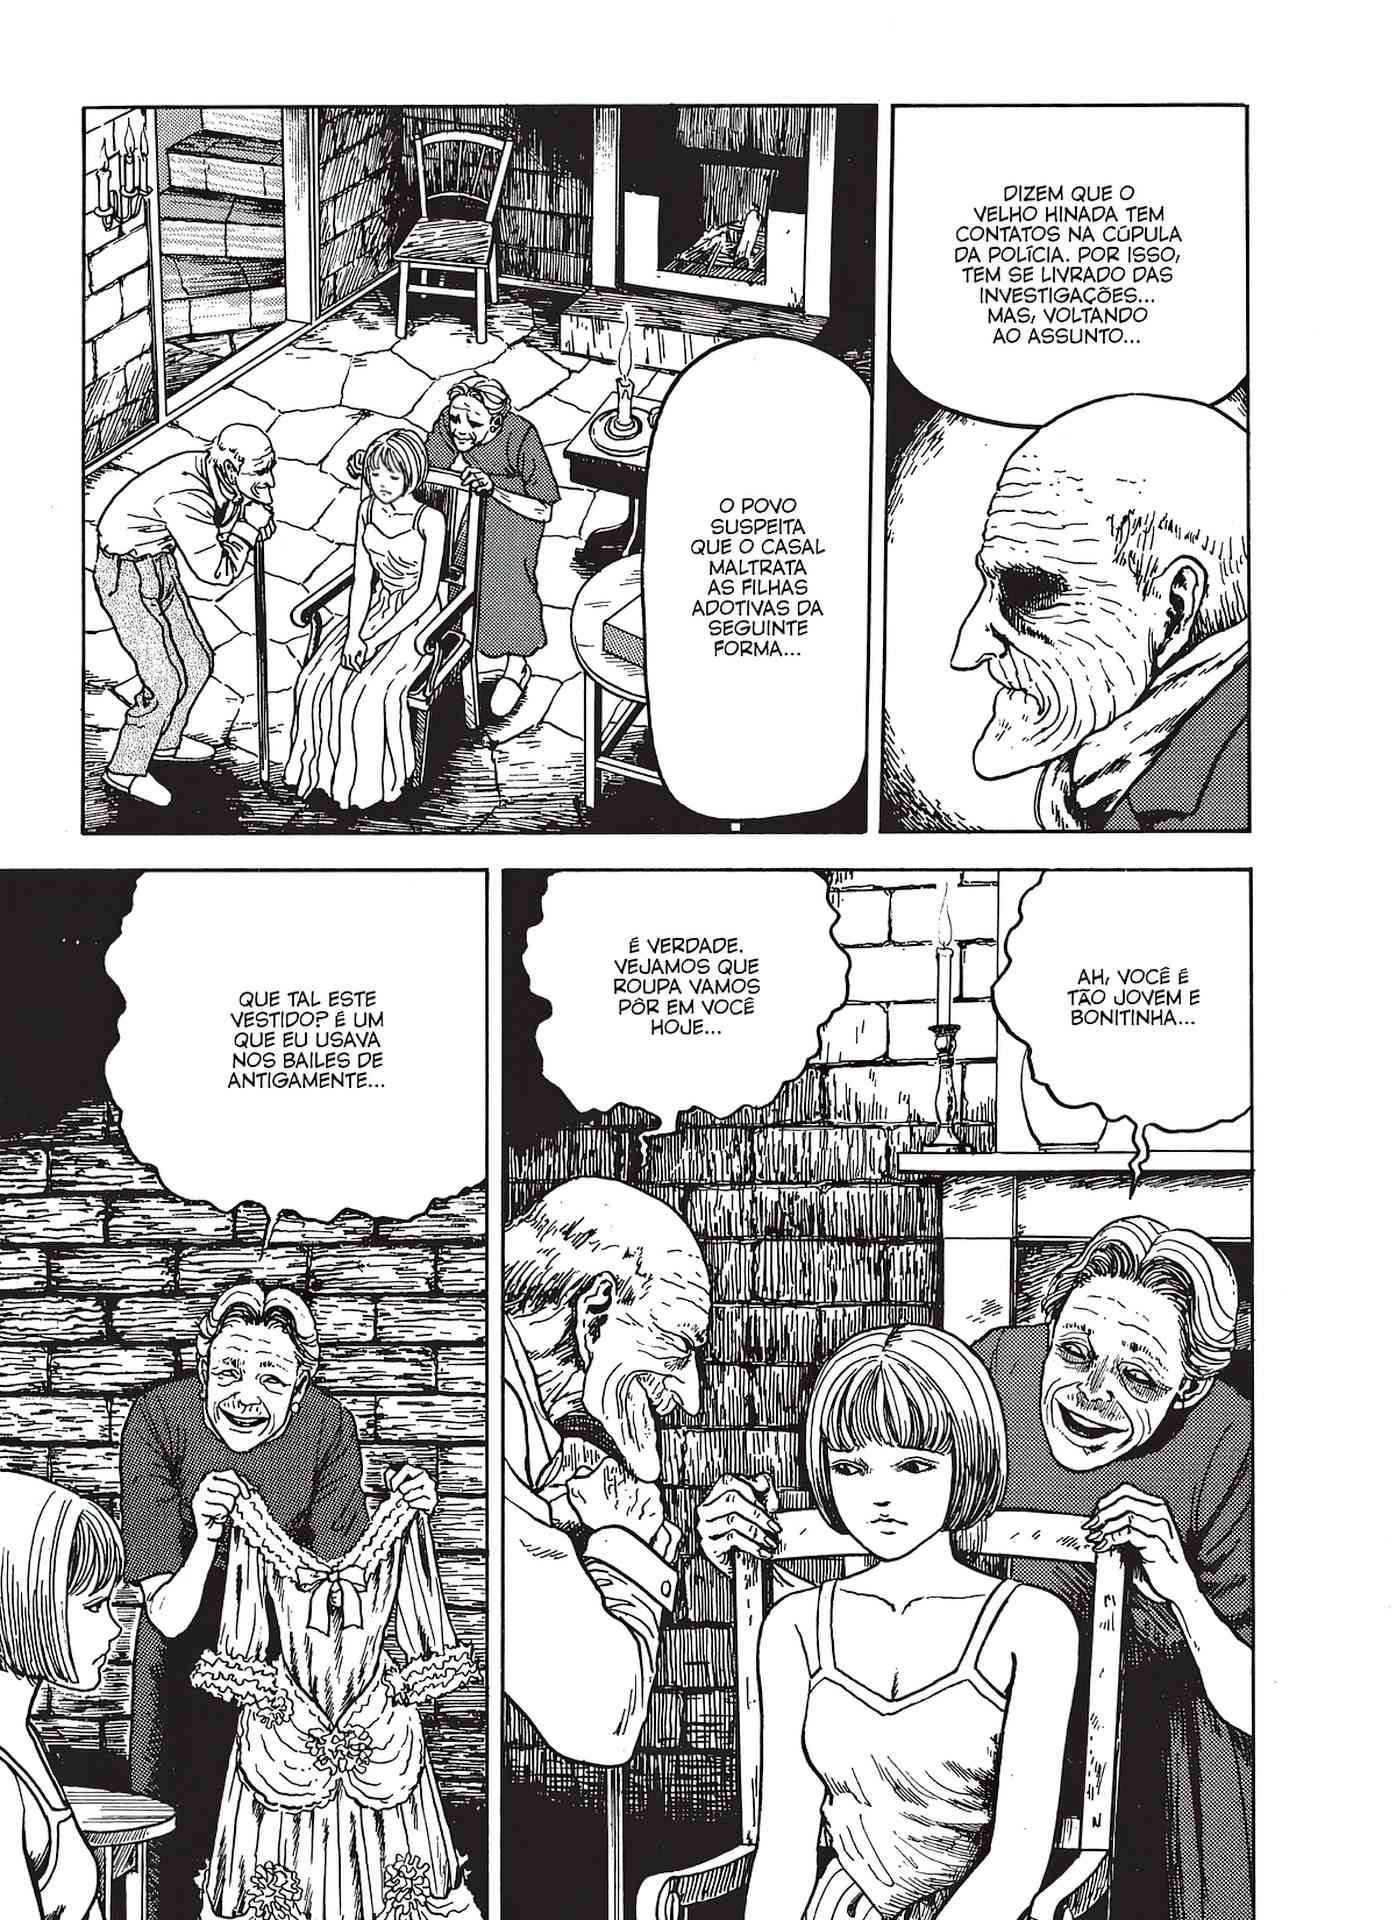 DIZEM QUE O
VELHO HINADA TEM
CONTATOS NA CÚPULA
DA POLÍCIA. POR ISSO,
TEM SE LIVRADO DAS
INVESTIGAÇÕES...
MAS, VOLTANDO
AO ASSUNTO...
O POVO
SUSPEITA
QUE O CASAL
MALTRATA
AS FILHAS
ADOTIVAS DA
SEGUINTE
FORMA...
AH, VOCÊ É
TÃO JOVEM E
BONITINHA...
É VERDADE.
VEJAMOS QUE
ROUPA VAMOS
PÔR EM VOCÊ
HOJE...
QUE TAL ESTE
VESTIDO? É UM
QUE EU USAVA
NOS BAILES DE
ANTIGAMENTE...